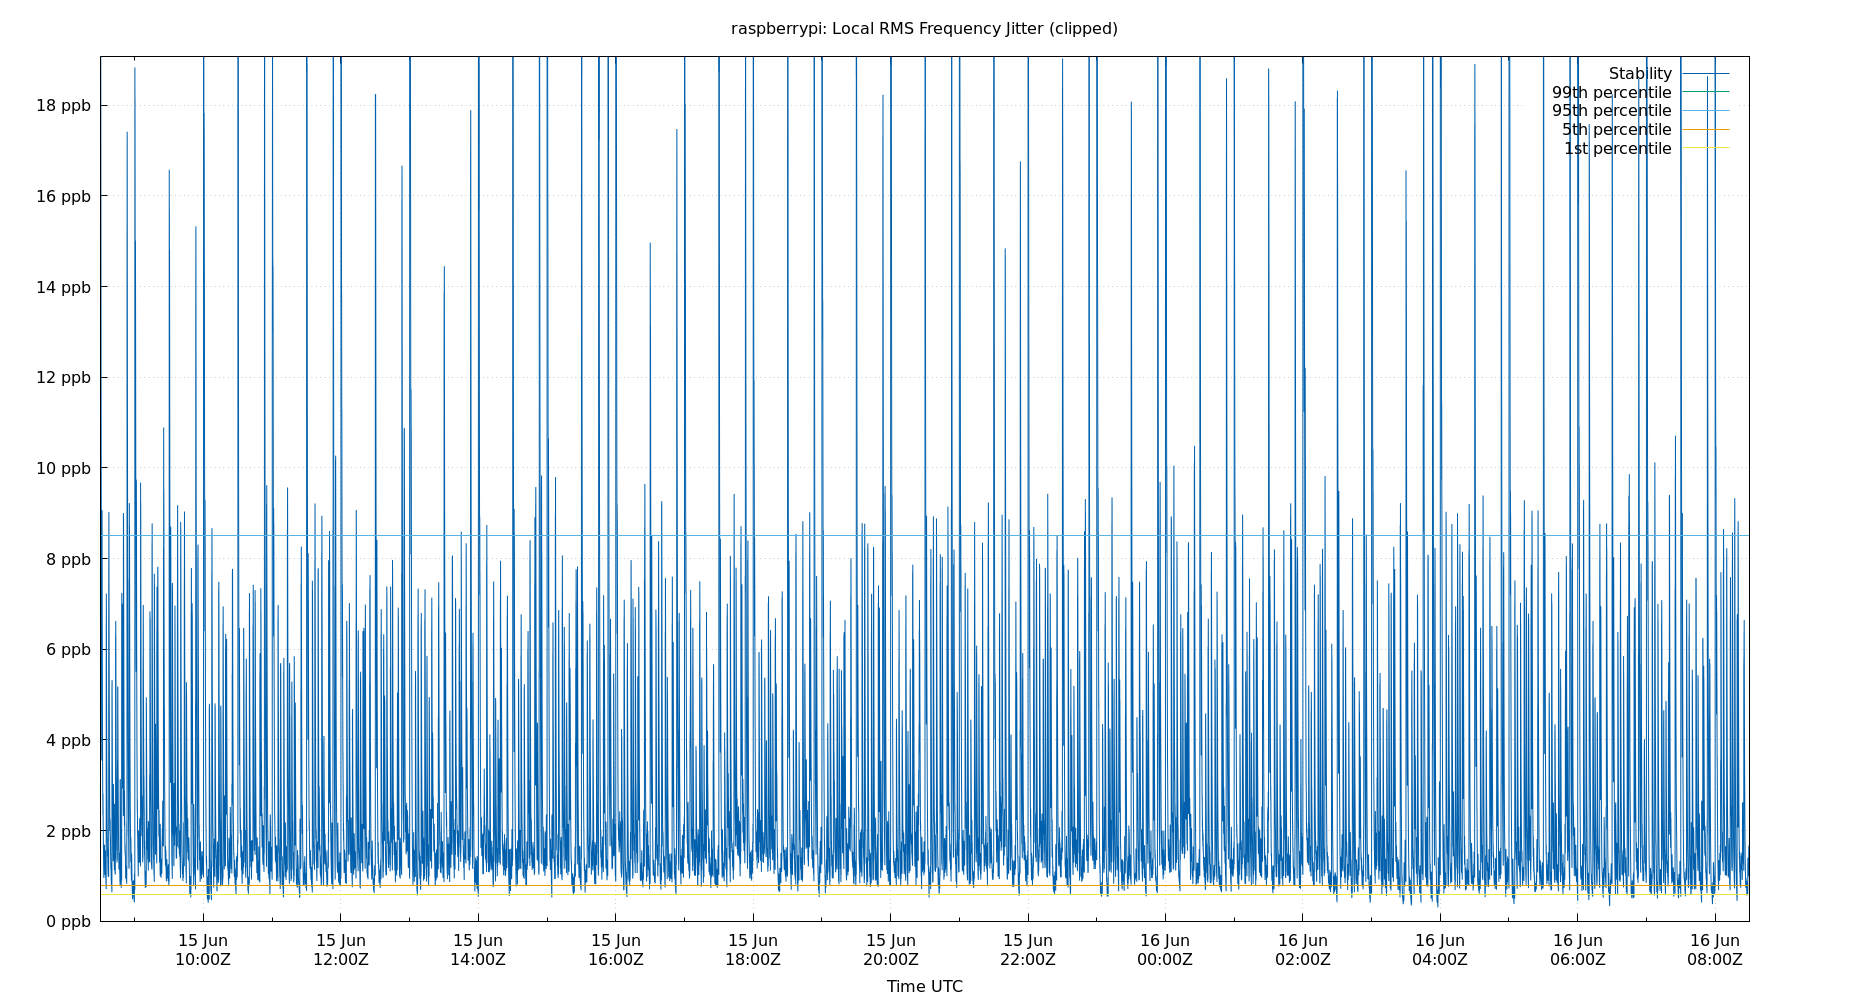 raspberrypi: Local RMS Frequency Jitter (clipped)
Stability
99th percentile
95th percentile
5th percentile
1st percentile
18 ppb
16 ppb
14 ppb
12 ppb
10 ppb
8 ppb
6 ppb
4 ppb
2 ppb
0 ppb
15 Jun 15 Jun 15 Jun 15 Jun 15 Jun 15 Jun 15 Jun 16 Jun 16 Jun 16 Jun 16 Jun 16 Jun
10:00Z 12:00Z 14:00Z 16:00Z 18:00Z 20:00Z 22:00Z 00:00Z 02:00Z 04:00Z 06:00Z 08:00Z
Time UTC